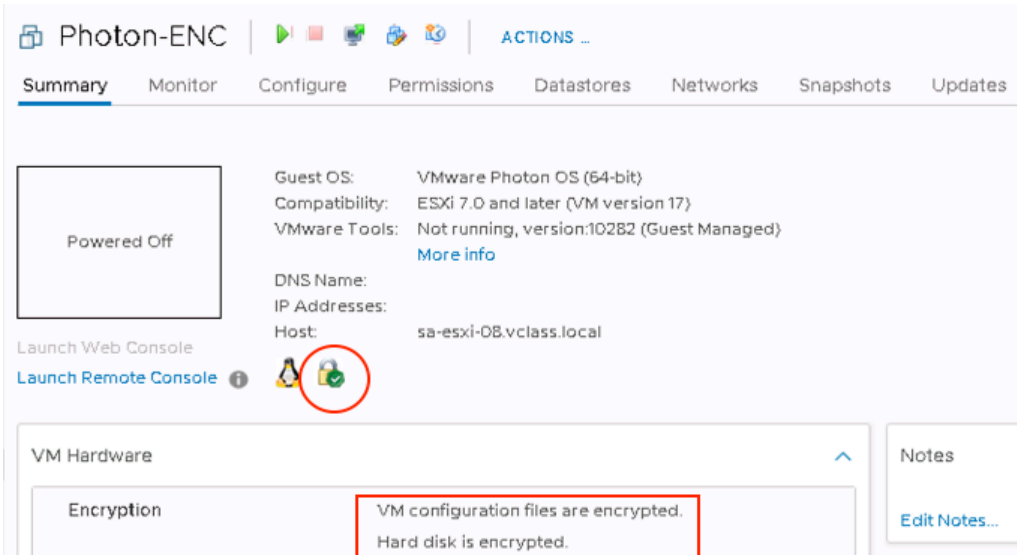 Photon-ENC
ACTIONS ...
Summary Monitor Configure Permissions Datastores Networks Snapshots Updates
Powered Off
Guest OS: VMware Photon OS (64-bit)
Compatibility: ESXi 7.0 and later (VM version 17)
VMware Tools: Not running, version:10282 (Guest Managed)
More info
DNS Name:
IP Addresses:
Host: sa-esxi-08.vclass.local
Launch Web Console
Launch Remote Console
VM Hardware
Notes
Encryption VM configuration files are encrypted.
Hard disk is encrypted.
Edit Notes...